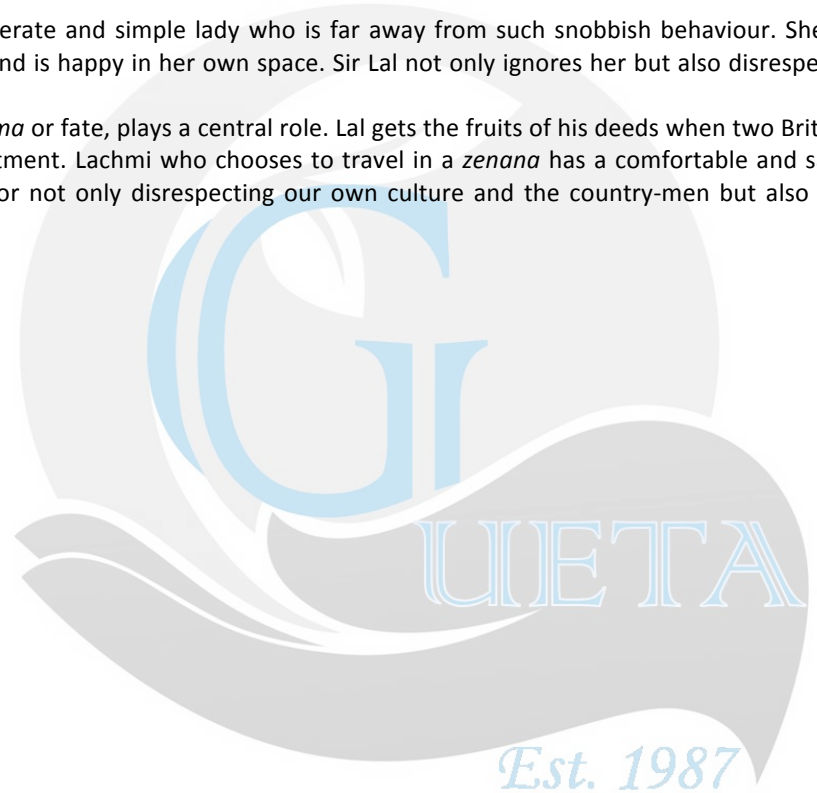 erate and simple lady who is far away from such snobbish behaviour. She
nd is happy in her own space. Sir Lal not only ignores her but also disrespe
ma or fate, plays a central role. Lal gets the fruits of his deeds when two Brit
tment. Lachmi who chooses to travel in a zenana has a comfortable and s
or not only disrespecting our own culture and the country-men but also
G
UETA
Est. 1987